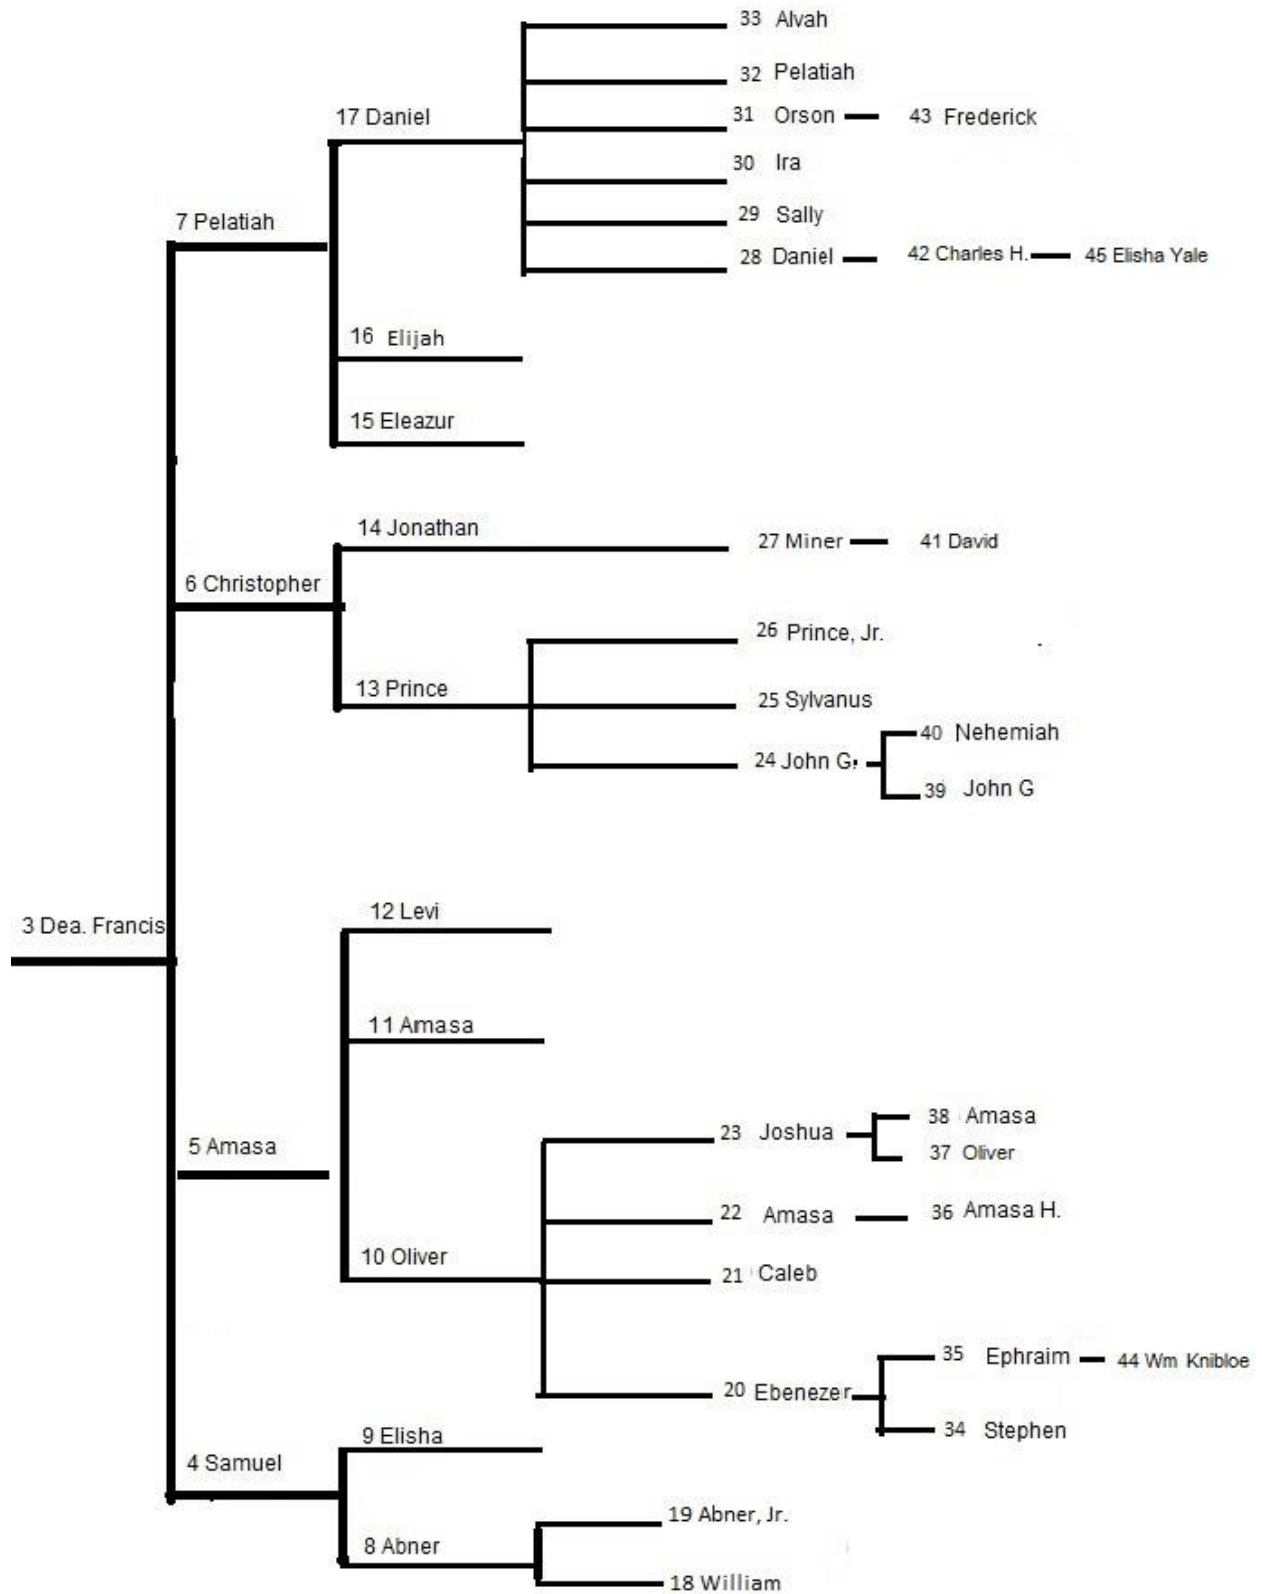 33 Alvah
32 Pelatiah
17 Daniel
31 Orson
43 Frederick
30 Ira
29 Sally
7 Pelatiah
28 Daniel
42 Charles H.
45 Elisha Yale
16 Elijah
15 Eleazur
14 Jonathan
27 Miner
41 David
6 Christopher
26 Prince, Jr.
13 Prince
25 Sylvanus
40 Nehemiah
24 John G.
39 John G
3 Dea. Francis
12 Levi
11 Amasa
38 Amasa
23 Joshua
37 Oliver
5 Amasa
22 Amasa
36 Amasa H.
10 Oliver
21 Caleb
35 Ephraim
44 Wm Knibloe
20 Ebenezer
34 Stephen
9 Elisha
4 Samuel
19 Abner, Jr.
8 Abner
18 William